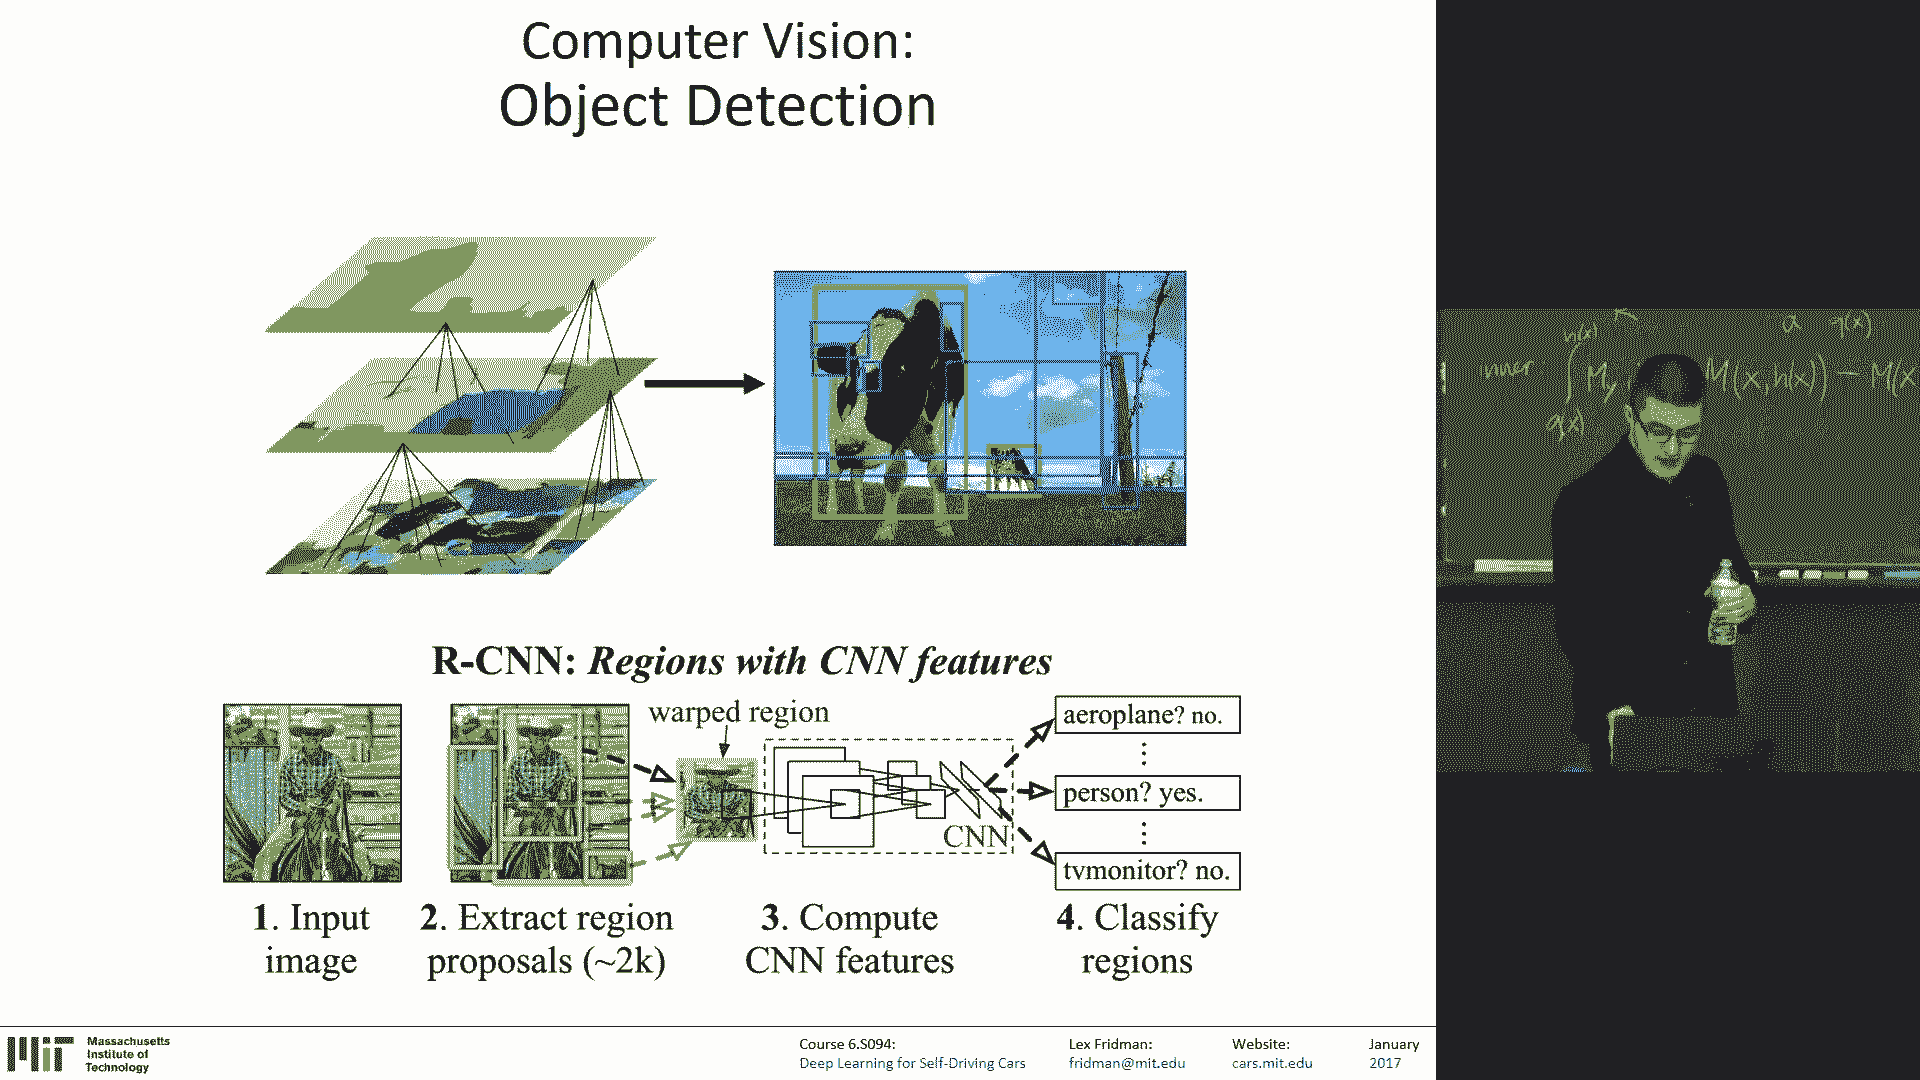 Computer Vision:
Object Detection
R-CNN: Regions with CNN features
warped region
aeroplane? no.
person? yes.
tvmonitor? no.
CNN
1. Input
image
2. Extract region
proposals (~2k)
3. Compute
CNN features
4. Classify
regions
MIT
Massachusetts
Institute of
Technology
Course 6.S094:
Deep Learning for Self-Driving Cars
Lex Fridman:
fridman@mit.edu
Website:
cars.mit.edu
January
2017
h(x)
a g(x)
inner ∫ My M(x,h(x)) – M(x
g(x)